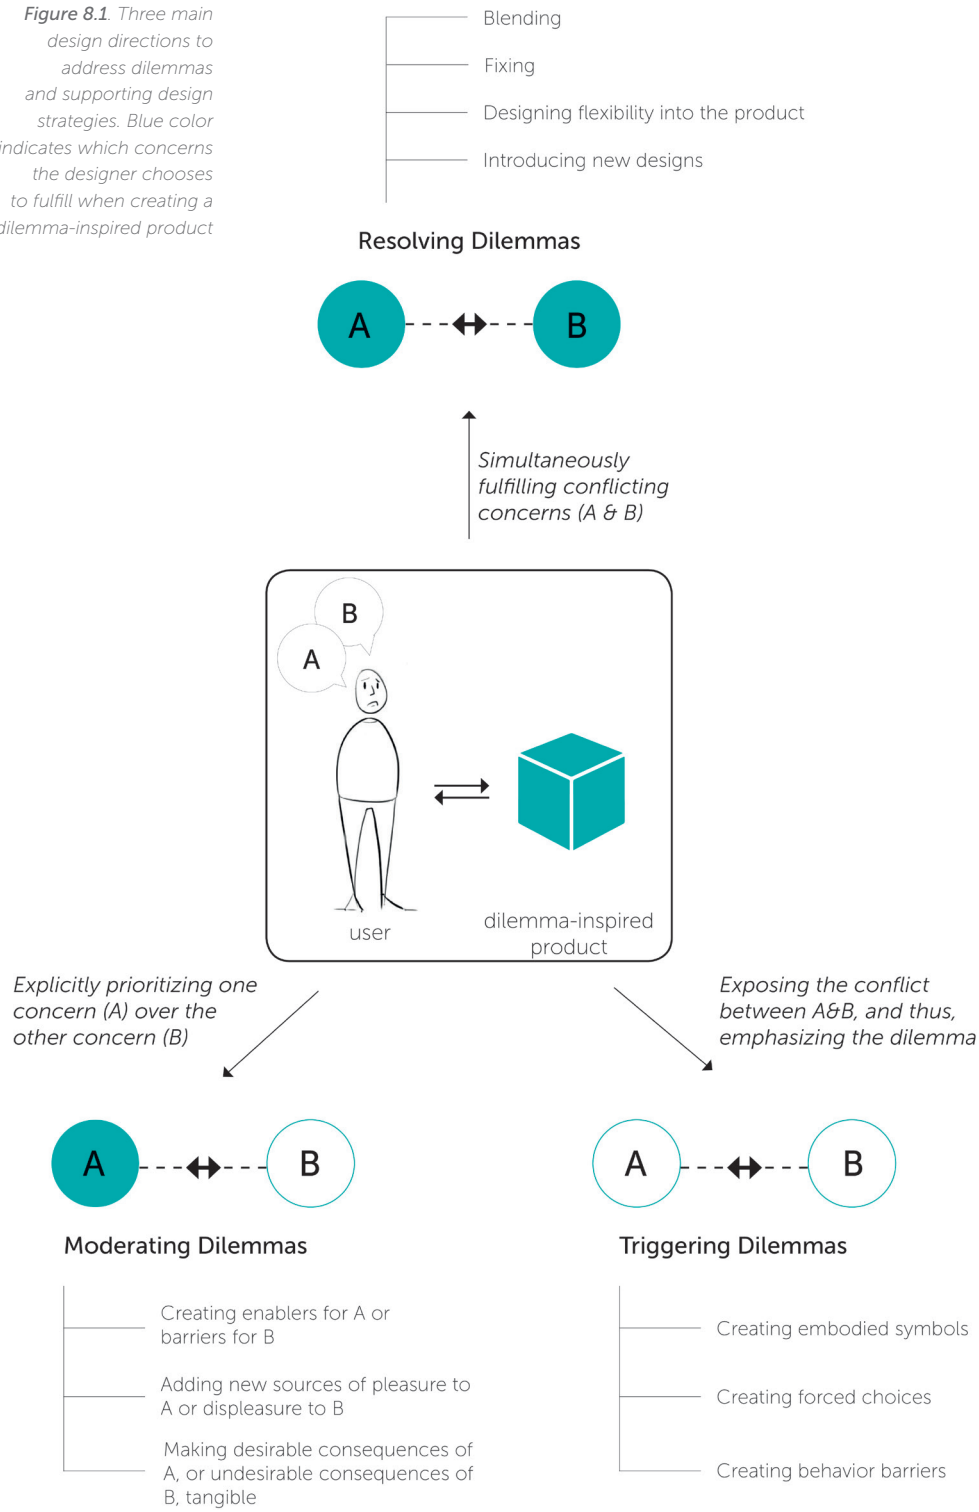 Figure 8.1. Three main
design directions to
address dilemmas
and supporting design
strategies. Blue color
indicates which concerns
the designer chooses
to fulfill when creating a
dilemma-inspired product
Blending
Fixing
Designing flexibility into the product
Introducing new designs
Resolving Dilemmas
A
B
Simultaneously
fulfilling conflicting
concerns (A & B)
B
A
user
dilemma-inspired
product
Explicitly prioritizing one
concern (A) over the
other concern (B)
Exposing the conflict
between A&B, and thus,
emphasizing the dilemma
A
B
Moderating Dilemmas
Creating enablers for A or
barriers for B
Adding new sources of pleasure to
A or displeasure to B
Making desirable consequences of
A, or undesirable consequences of
B, tangible
A
B
Triggering Dilemmas
Creating embodied symbols
Creating forced choices
Creating behavior barriers